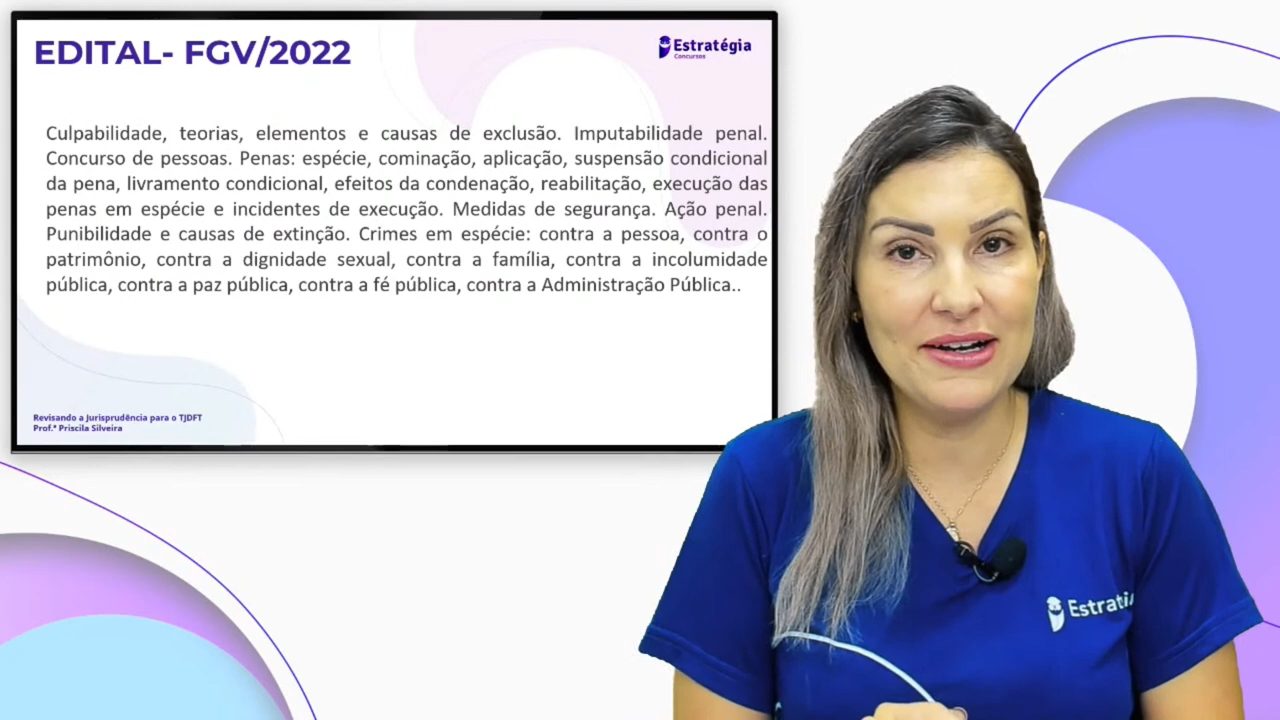 EDITAL- FGV/2022
Estratégia
Concursos
Culpabilidade, teorias, elementos e causas de exclusão. Imputabilidade penal.
Concurso de pessoas. Penas: espécie, cominação, aplicação, suspensão condicional
da pena, livramento condicional, efeitos da condenação, reabilitação, execução das
penas em espécie e incidentes de execução. Medidas de segurança. Ação penal.
Punibilidade e causas de extinção. Crimes em espécie: contra a pessoa, contra o
patrimônio, contra a dignidade sexual, contra a família, contra a incolumidade
pública, contra a paz pública, contra a fé pública, contra a Administração Pública..
Revisando a Jurisprudência para o TJDFT
Prof.ª Priscila Silveira
Estratégia